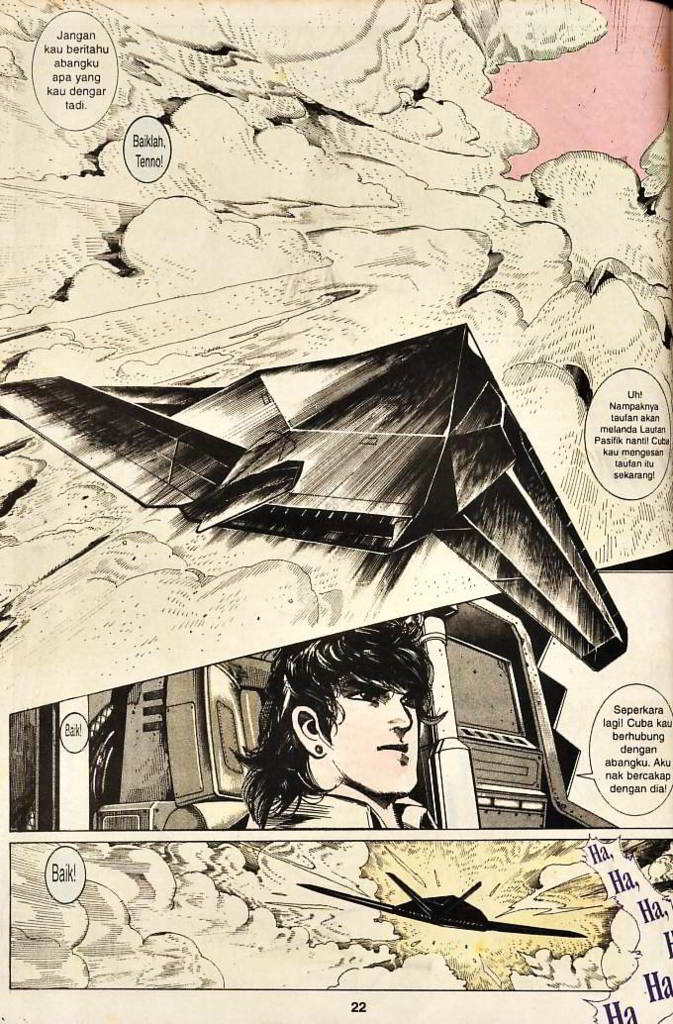 Jangan
kau beritahu
abangku
apa yang
kau dengar
tadi.
Baiklah,
Tenno!
Uh!
Nampaknya
taufan akan
melanda Lautan
Pasifik nanti! Cuba
kau mengesan
taufan itu
sekarang!
Baik!
Seperkara
lagi! Cuba kau
berhubung
dengan
abangku. Aku
nak bercakap
dengan dia!
Baik!
Ha,
Ha,
Ha,
H
Ha
Ha
22